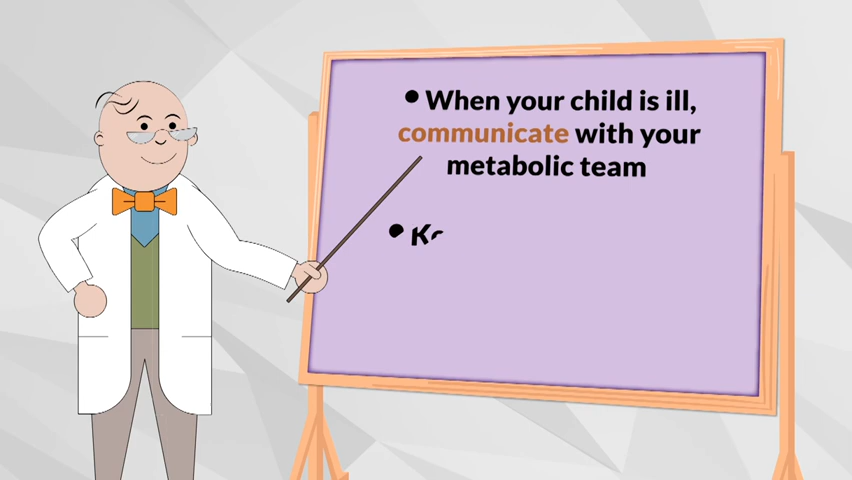 • When your child is ill,
communicate with your
metabolic team